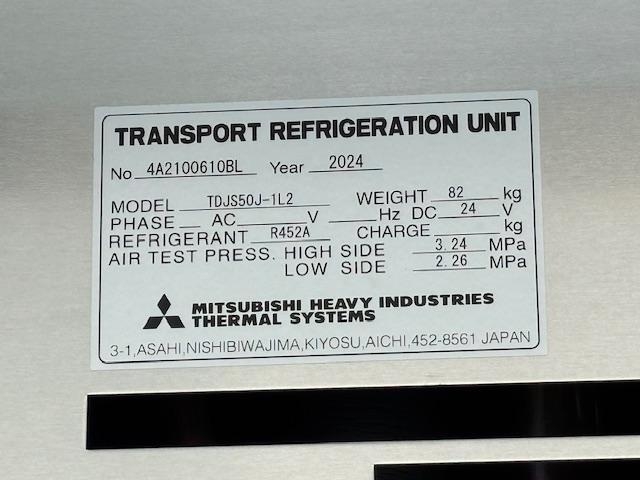 TRANSPORT REFRIGERATION UNIT
No 4A2100610BL Year 2024
MODEL TDJS50J-1L2 WEIGHT 82 kg
PHASE AC V Hz DC 24 V
REFRIGERANT R452A CHARGE kg
AIR TEST PRESS. HIGH SIDE 3.24 MPa
LOW SIDE 2.26 MPa
MITSUBISHI HEAVY INDUSTRIES
THERMAL SYSTEMS
3-1,ASAHI,NISHIBIWAJIMA,KIYOSU,AICHI,452-8561 JAPAN